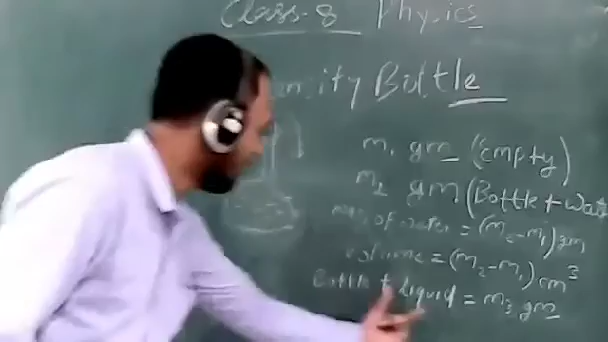 Class-8 Physics
Density Bottle
m₁ gm (Empty)
m₂ gm (Bottle + Wat
mass of water = (m₂-m₁) gm
volume = (m₂-m₁) cm³
Bottle + liquid = m₃ gm